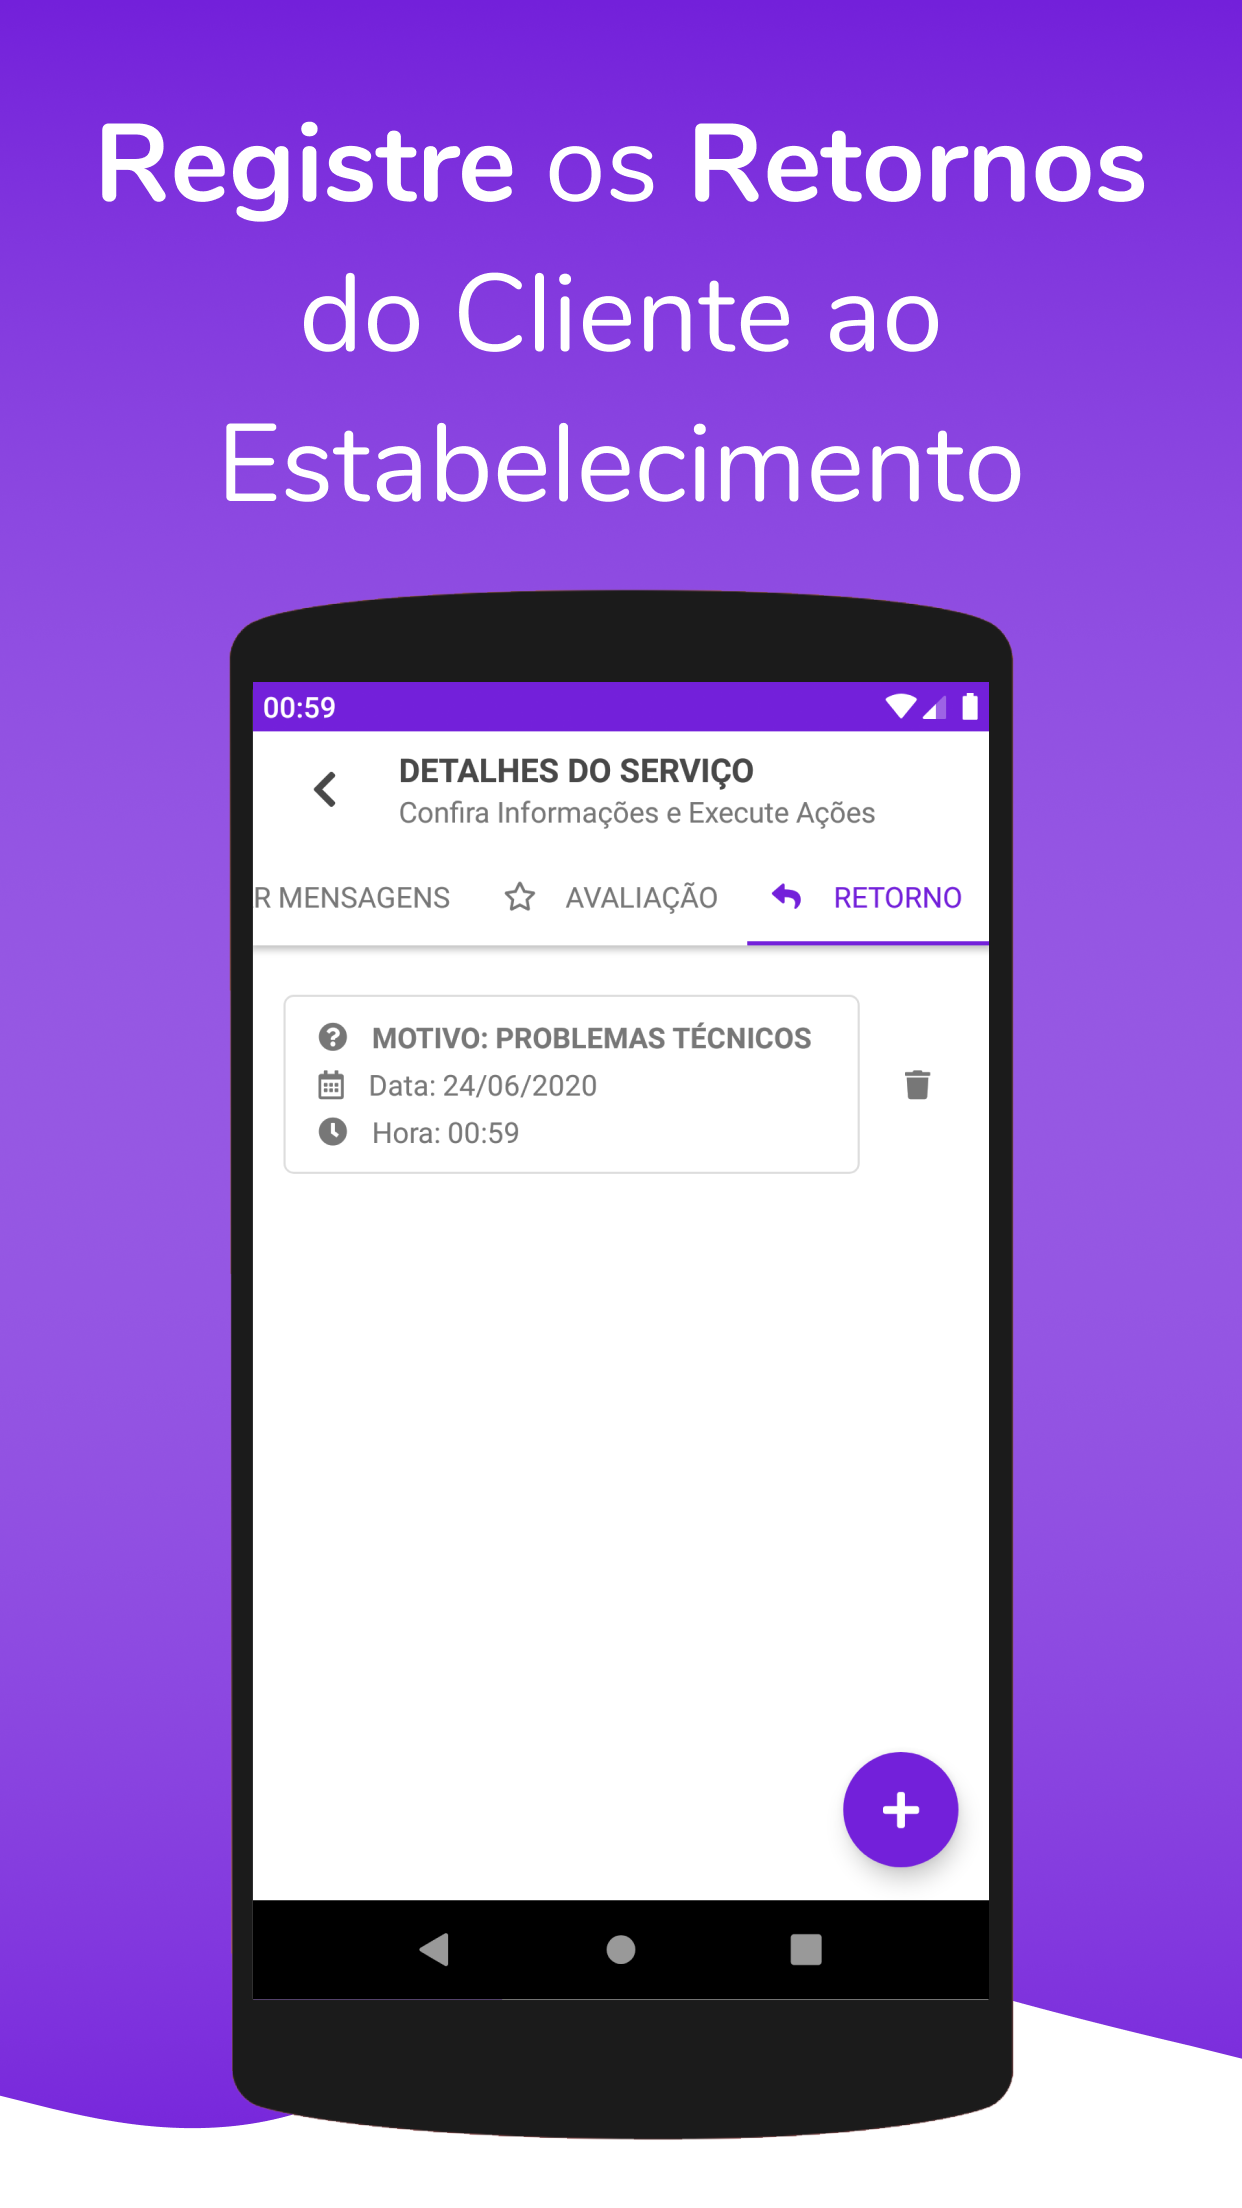 Registre os Retornos
do Cliente ao
Estabelecimento
00:59
DETALHES DO SERVIÇO
Confira Informações e Execute Ações
R MENSAGENS AVALIAÇÃO RETORNO
MOTIVO: PROBLEMAS TÉCNICOS
Data: 24/06/2020
Hora: 00:59